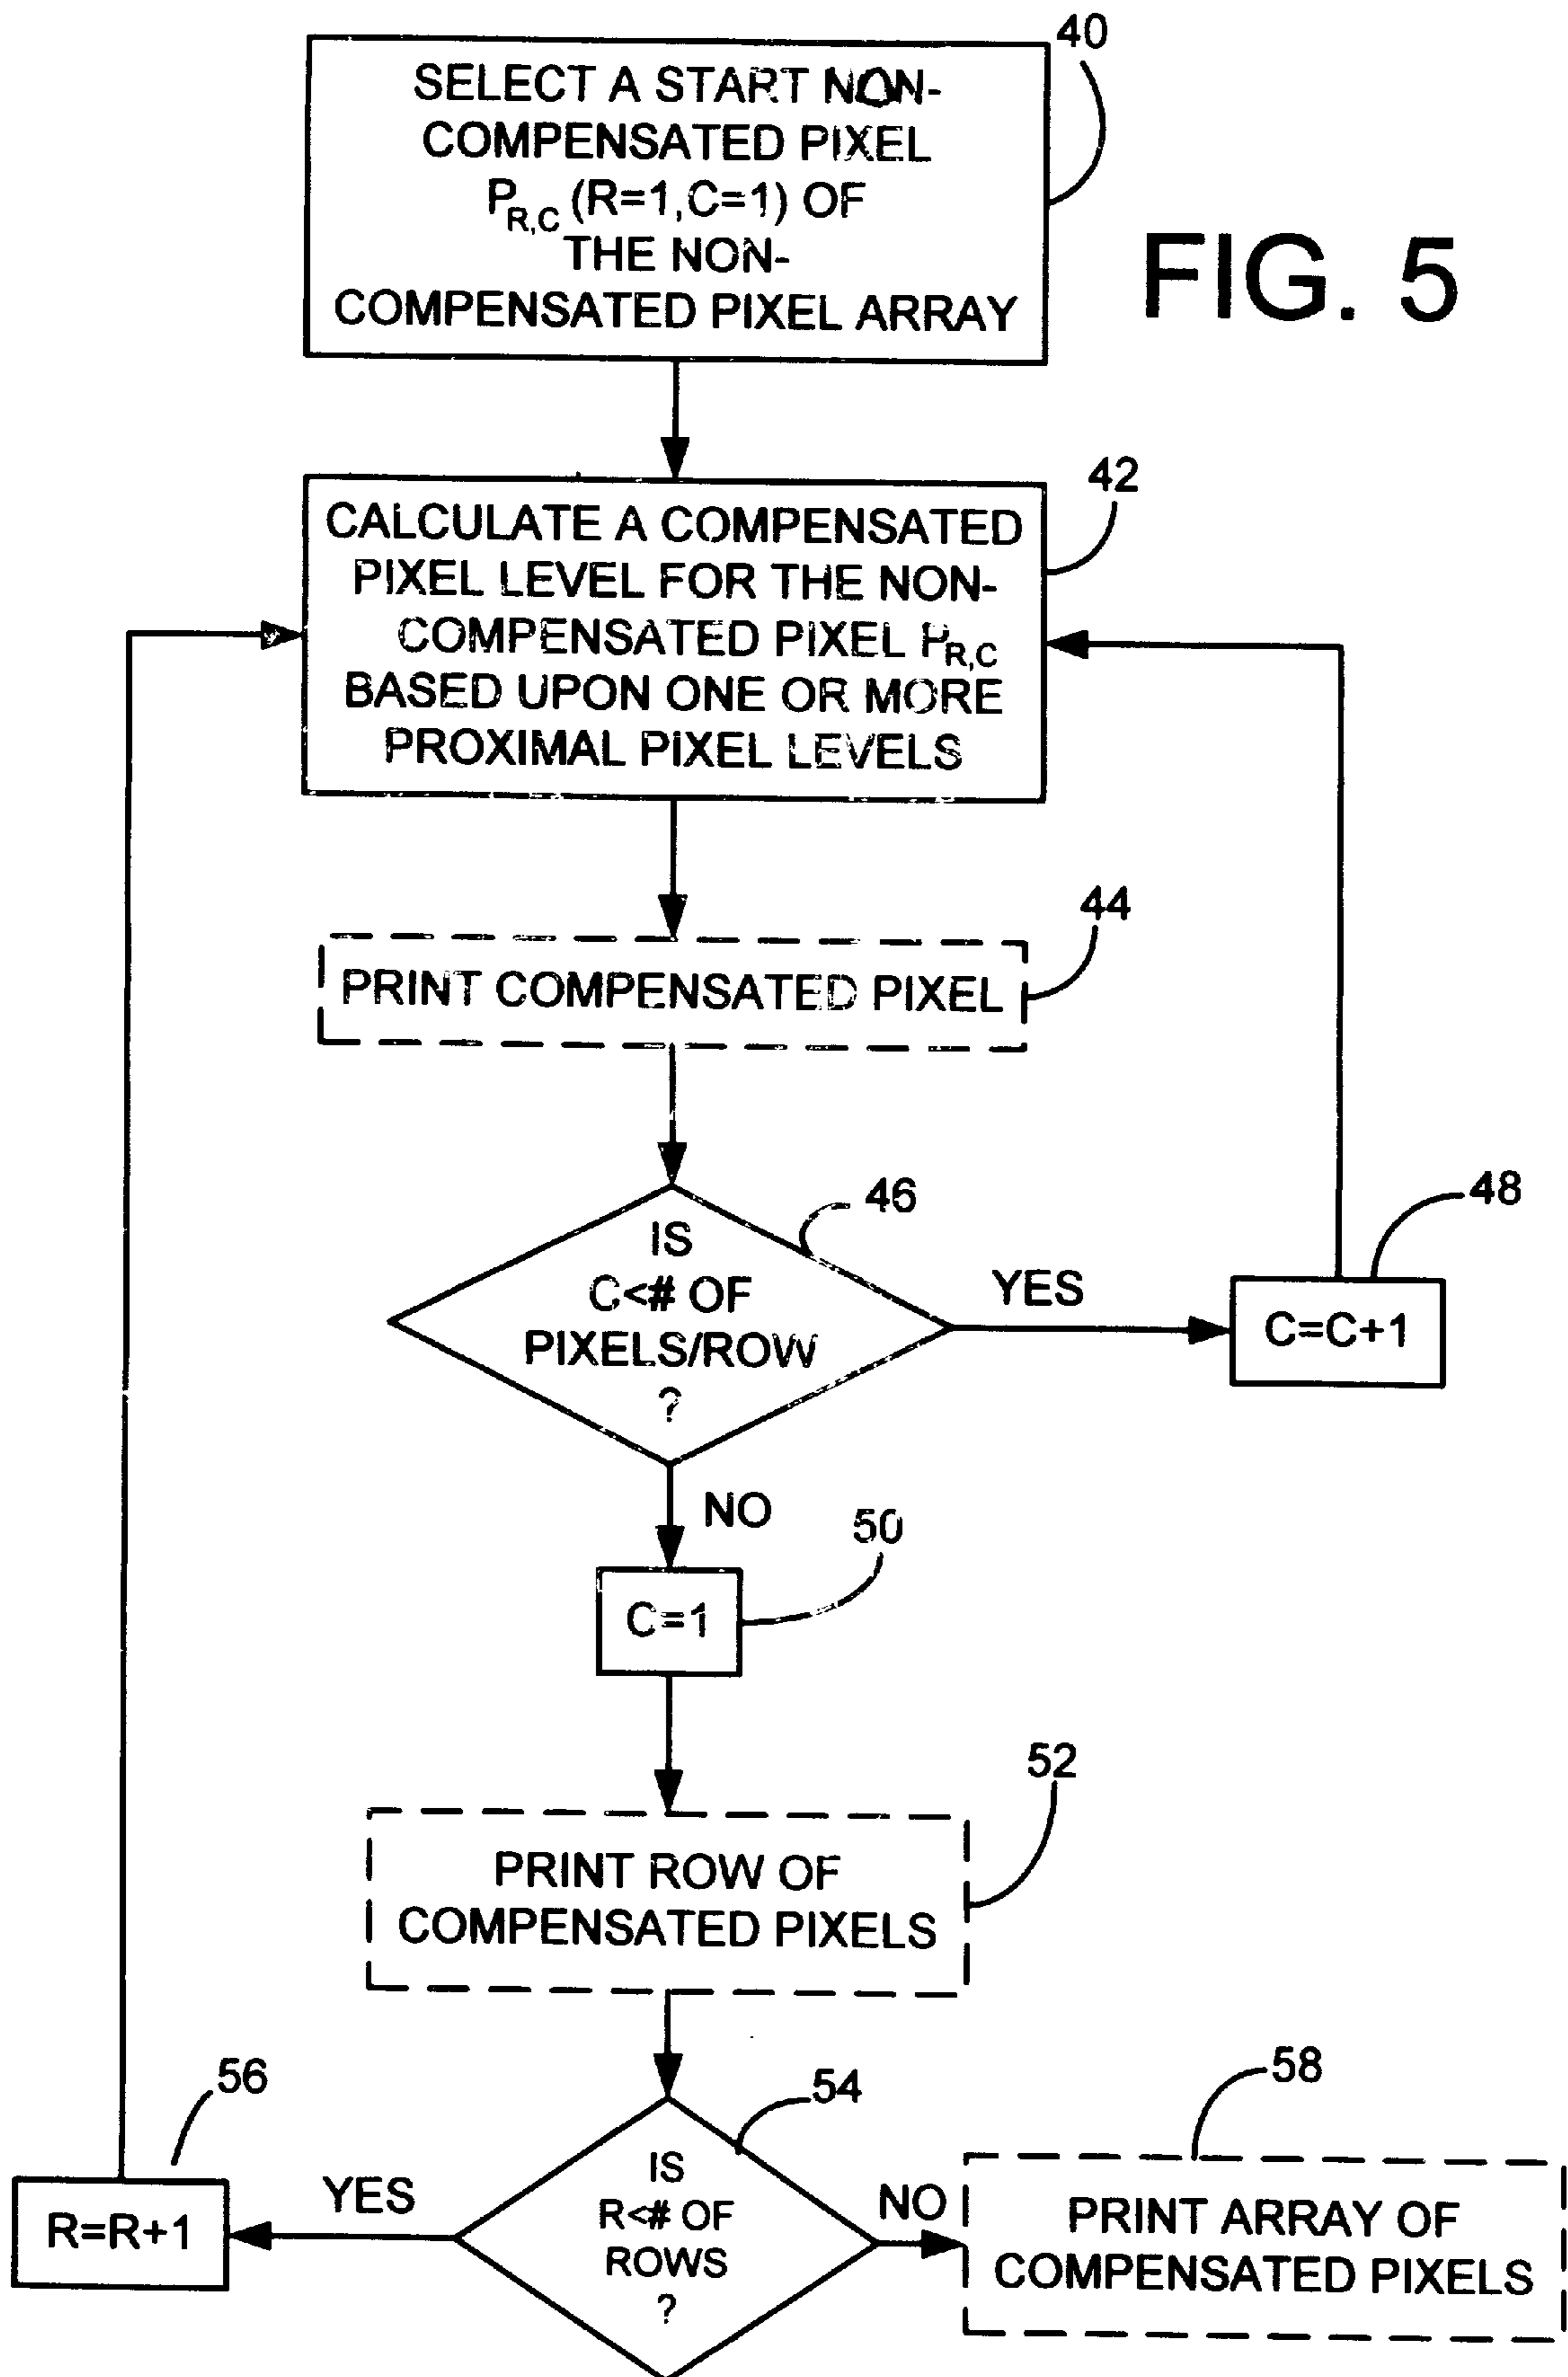 40
SELECT A START NON-
COMPENSATED PIXEL
P_R,C (R=1,C=1) OF
THE NON-
COMPENSATED PIXEL ARRAY
FIG. 5
42
CALCULATE A COMPENSATED
PIXEL LEVEL FOR THE NON-
COMPENSATED PIXEL P_R,C
BASED UPON ONE OR MORE
PROXIMAL PIXEL LEVELS
44
PRINT COMPENSATED PIXEL
46
IS
C<# OF
PIXELS/ROW
?
YES
48
C=C+1
NO
50
C=1
52
PRINT ROW OF
COMPENSATED PIXELS
54
IS
R<# OF
ROWS
?
YES
56
R=R+1
NO
58
PRINT ARRAY OF
COMPENSATED PIXELS